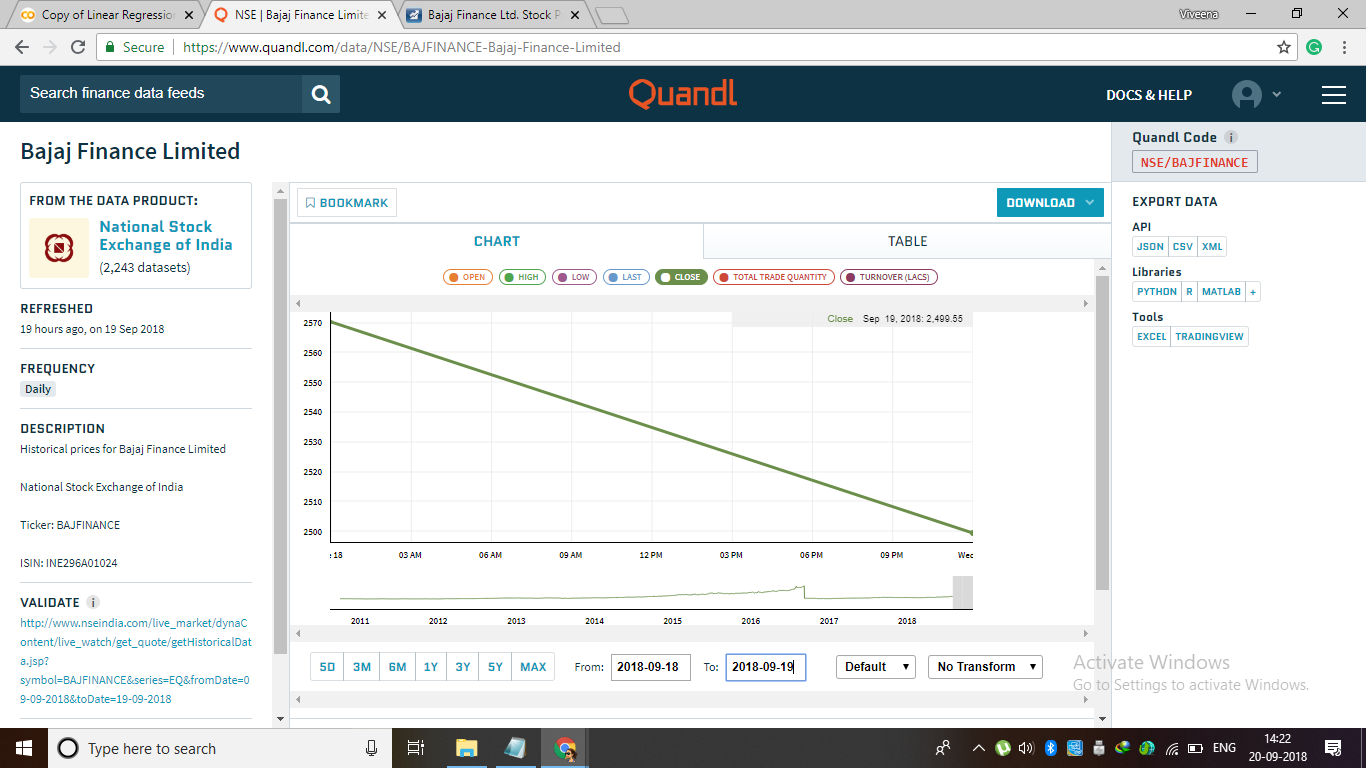 Copy of Linear Regression
NSE | Bajaj Finance Limite
Bajaj Finance Ltd. Stock P
Viveena
Secure
https://www.quandl.com/data/NSE/BAJFINANCE-Bajaj-Finance-Limited
Search finance data feeds
Quandl
DOCS & HELP
Bajaj Finance Limited
Quandl Code i
NSE/BAJFINANCE
FROM THE DATA PRODUCT:
National Stock
Exchange of India
(2,243 datasets)
REFRESHED
19 hours ago, on 19 Sep 2018
FREQUENCY
Daily
DESCRIPTION
Historical prices for Bajaj Finance Limited
National Stock Exchange of India
Ticker: BAJFINANCE
ISIN: INE296A01024
VALIDATE i
http://www.nseindia.com/live_market/dynaC
ontent/live_watch/get_quote/getHistoricalDat
a.jsp?
symbol=BAJFINANCE&series=EQ&fromDate=0
9-09-2018&toDate=19-09-2018
BOOKMARK
DOWNLOAD
CHART
TABLE
OPEN HIGH LOW LAST CLOSE TOTAL TRADE QUANTITY TURNOVER (LACS)
Close Sep 19, 2018: 2,499.55
2570
2560
2550
2540
2530
2520
2510
2500
18 03 AM 06 AM 09 AM 12 PM 03 PM 06 PM 09 PM Wed
2011 2012 2013 2014 2015 2016 2017 2018
5D 3M 6M 1Y 3Y 5Y MAX From: 2018-09-18 To: 2018-09-19 Default No Transform
EXPORT DATA
API
JSON CSV XML
Libraries
PYTHON R MATLAB +
Tools
EXCEL TRADINGVIEW
Activate Windows
Go to Settings to activate Windows.
Type here to search
ENG
14:22
20-09-2018